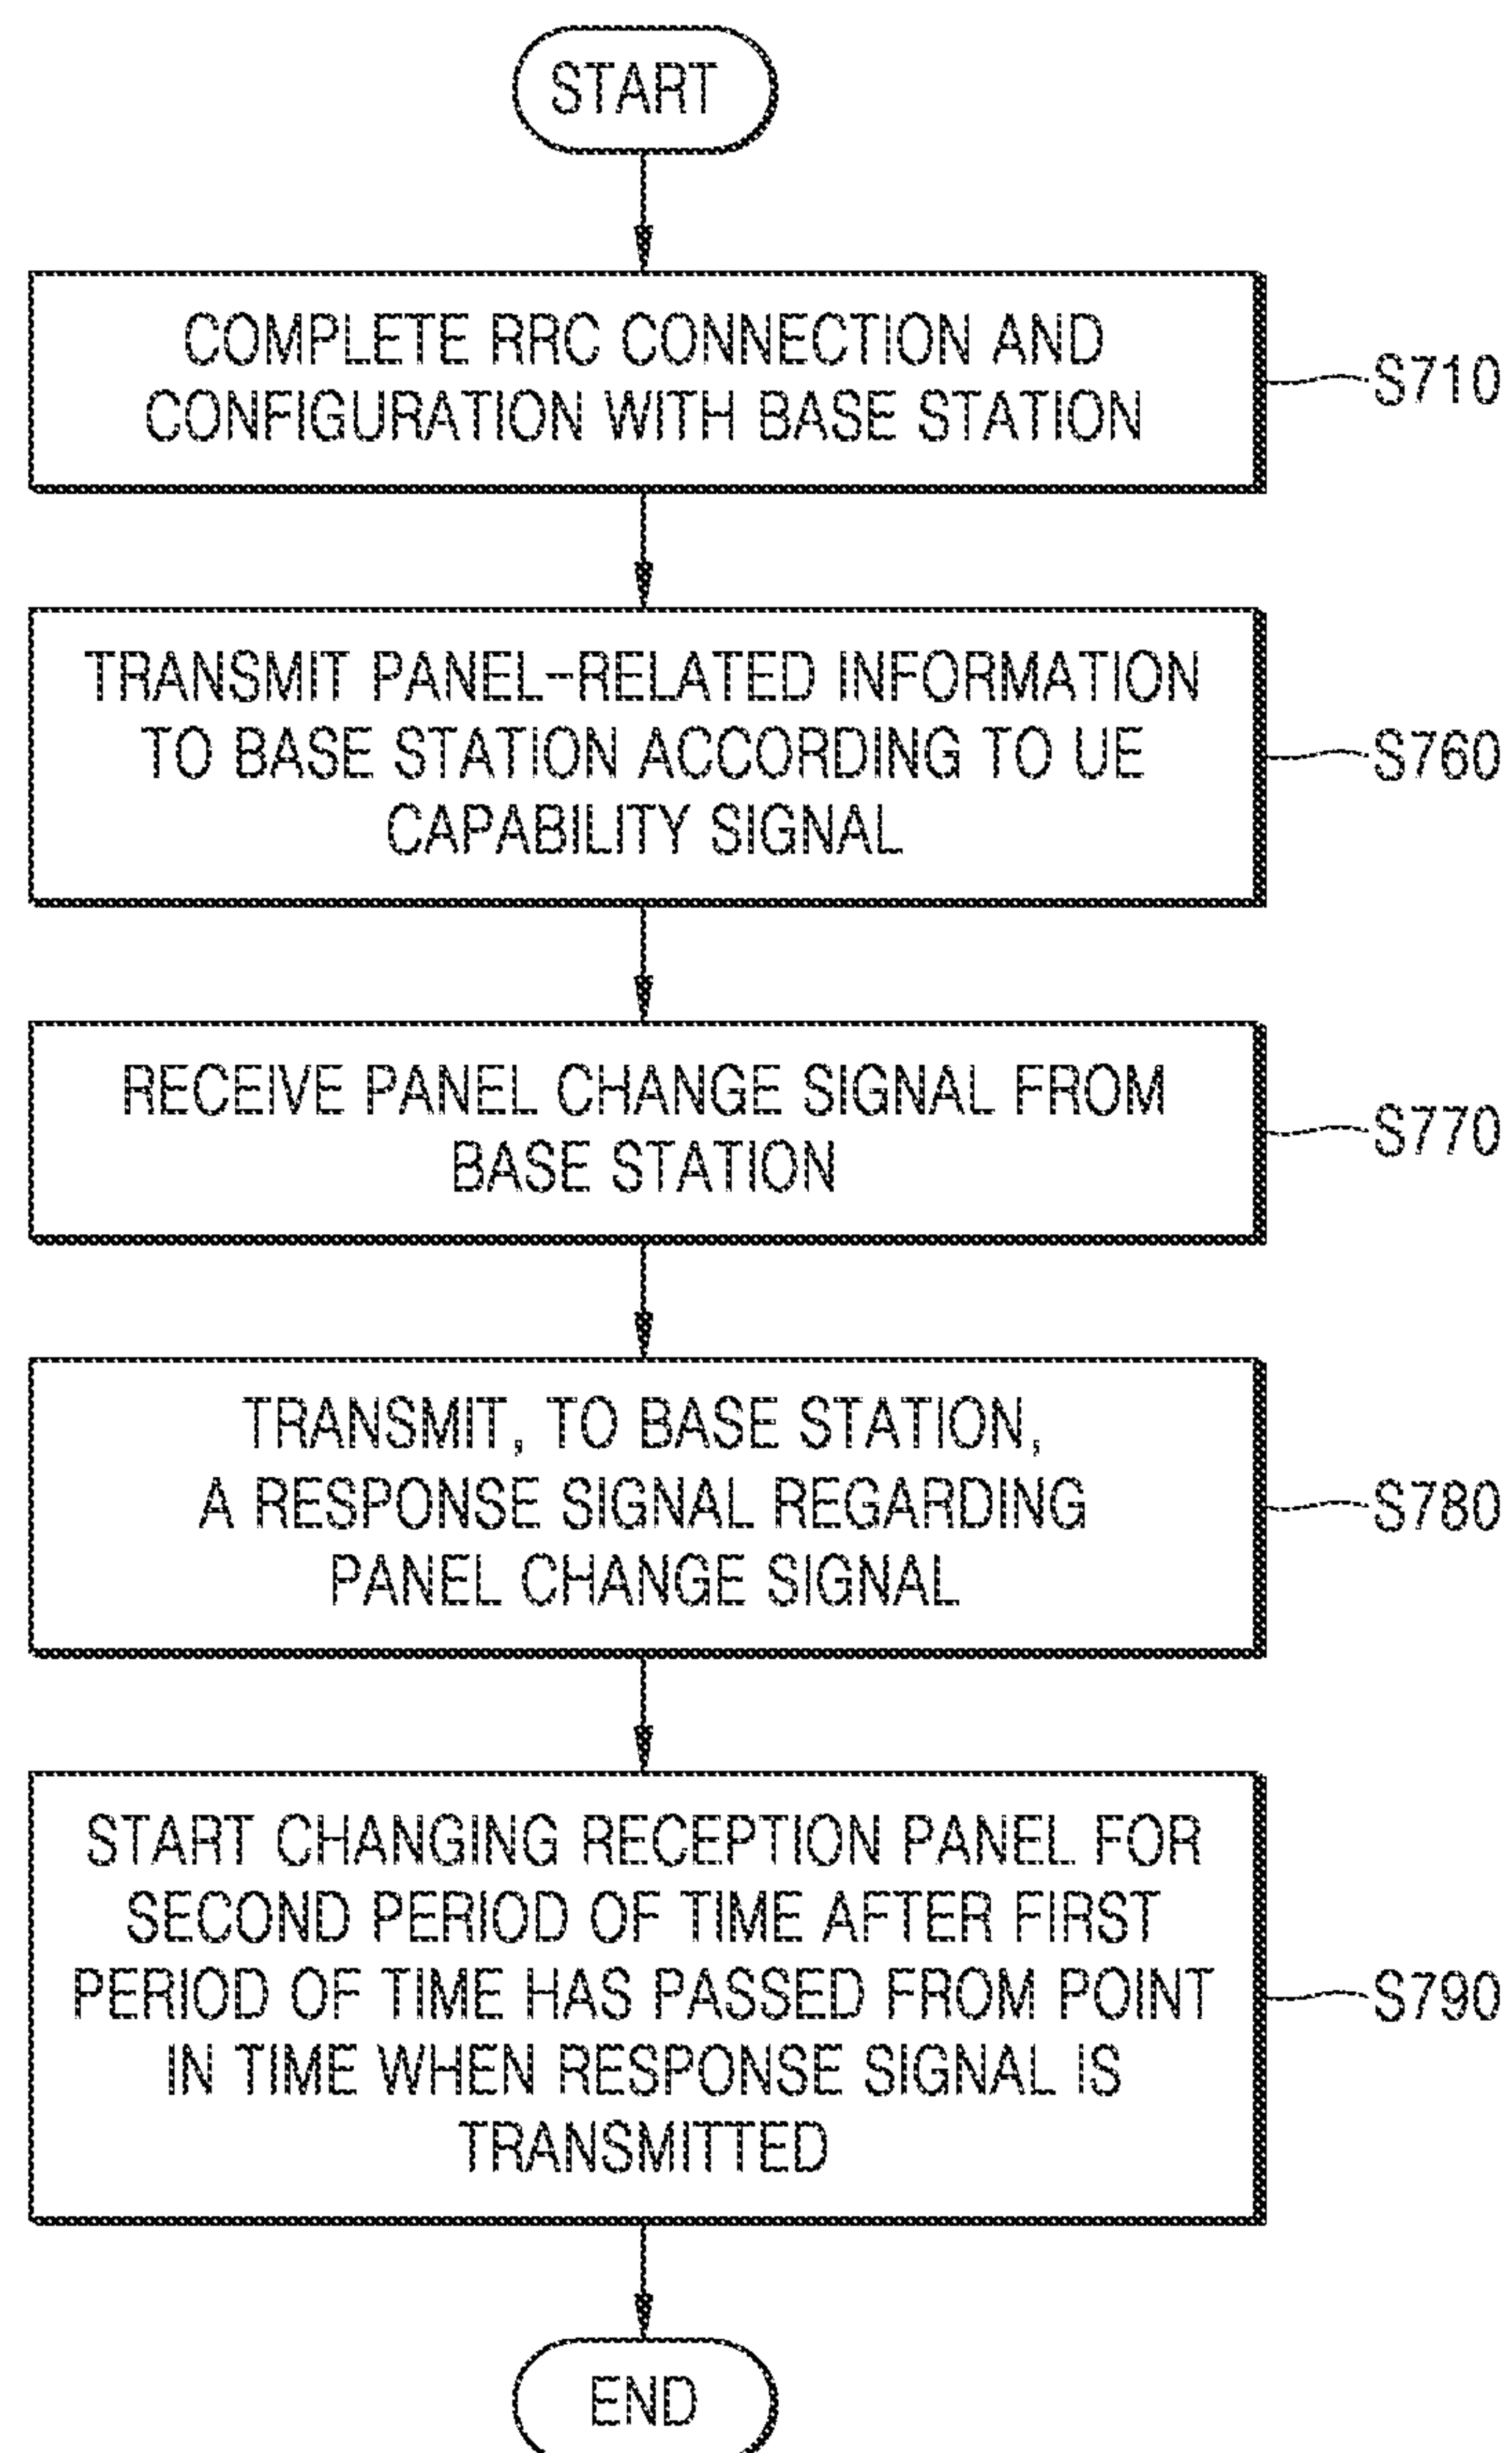 START
COMPLETE RRC CONNECTION AND
CONFIGURATION WITH BASE STATION
S710
TRANSMIT PANEL-RELATED INFORMATION
TO BASE STATION ACCORDING TO UE
CAPABILITY SIGNAL
S760
RECEIVE PANEL CHANGE SIGNAL FROM
BASE STATION
S770
TRANSMIT, TO BASE STATION,
A RESPONSE SIGNAL REGARDING
PANEL CHANGE SIGNAL
S780
START CHANGING RECEPTION PANEL FOR
SECOND PERIOD OF TIME AFTER FIRST
PERIOD OF TIME HAS PASSED FROM POINT
IN TIME WHEN RESPONSE SIGNAL IS
TRANSMITTED
S790
END